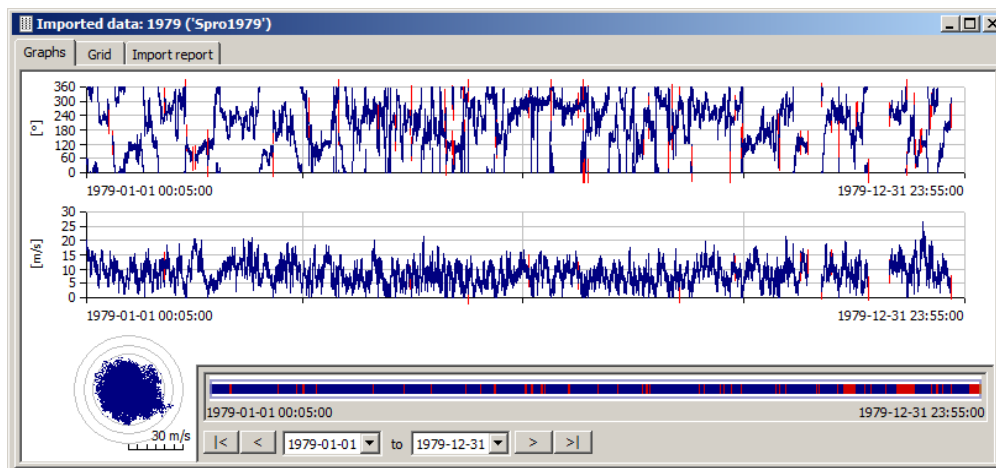 Imported data: 1979 ('Spro1979')
Graphs Grid Import report
360
300
240
180
120
60
0
[º]
1979-01-01 00:05:00 1979-12-31 23:55:00
30
25
20
15
10
5
0
[m/s]
1979-01-01 00:05:00 1979-12-31 23:55:00
30 m/s
1979-01-01 00:05:00 1979-12-31 23:55:00
|< < 1979-01-01 to 1979-12-31 > >|